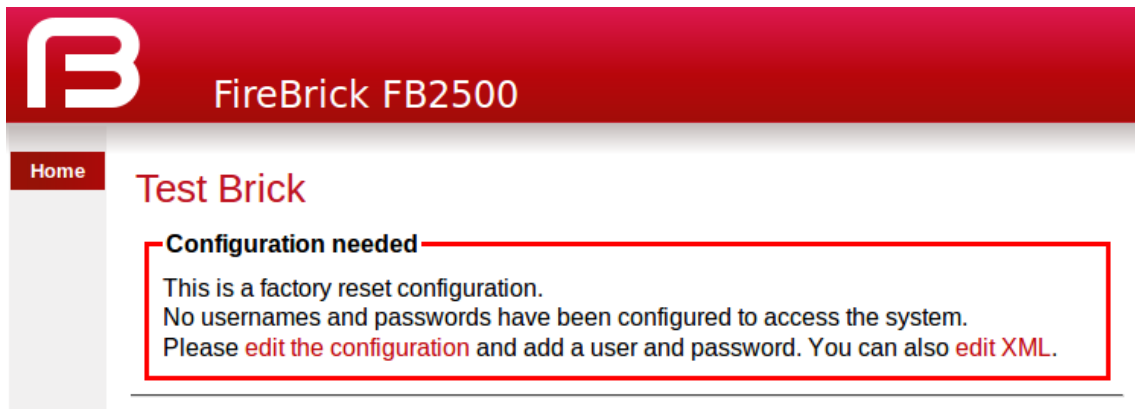 FireBrick FB2500
Home
Test Brick
Configuration needed
This is a factory reset configuration.
No usernames and passwords have been configured to access the system.
Please edit the configuration and add a user and password. You can also edit XML.